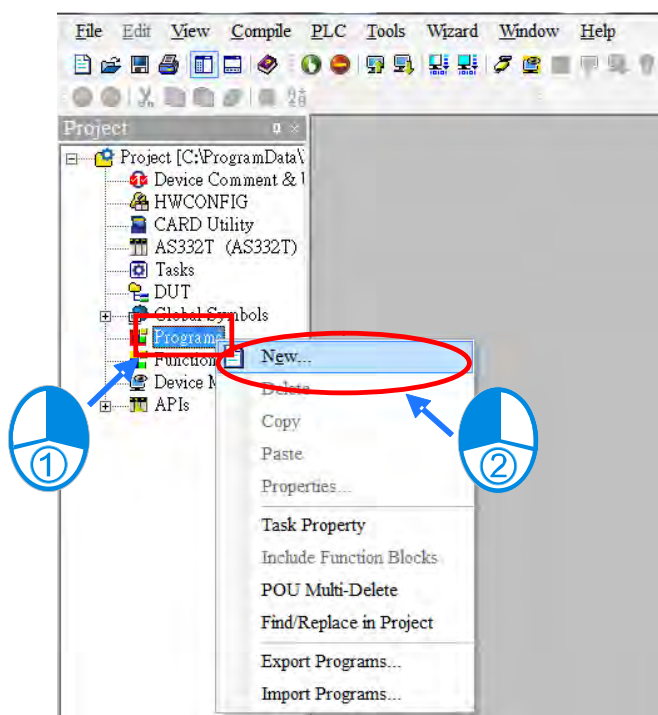 File Edit View Compile PLC Tools Wizard Window Help
Project
Project [C:\ProgramData\
Device Comment &
HWCONFIG
CARD Utility
AS332T (AS332T)
Tasks
DUT
Global Symbols
Programs
Function
Device M
APIs
New...
Delete
Copy
Paste
Properties...
Task Property
Include Function Blocks
POU Multi-Delete
Find/Replace in Project
Export Programs...
Import Programs...
①
②